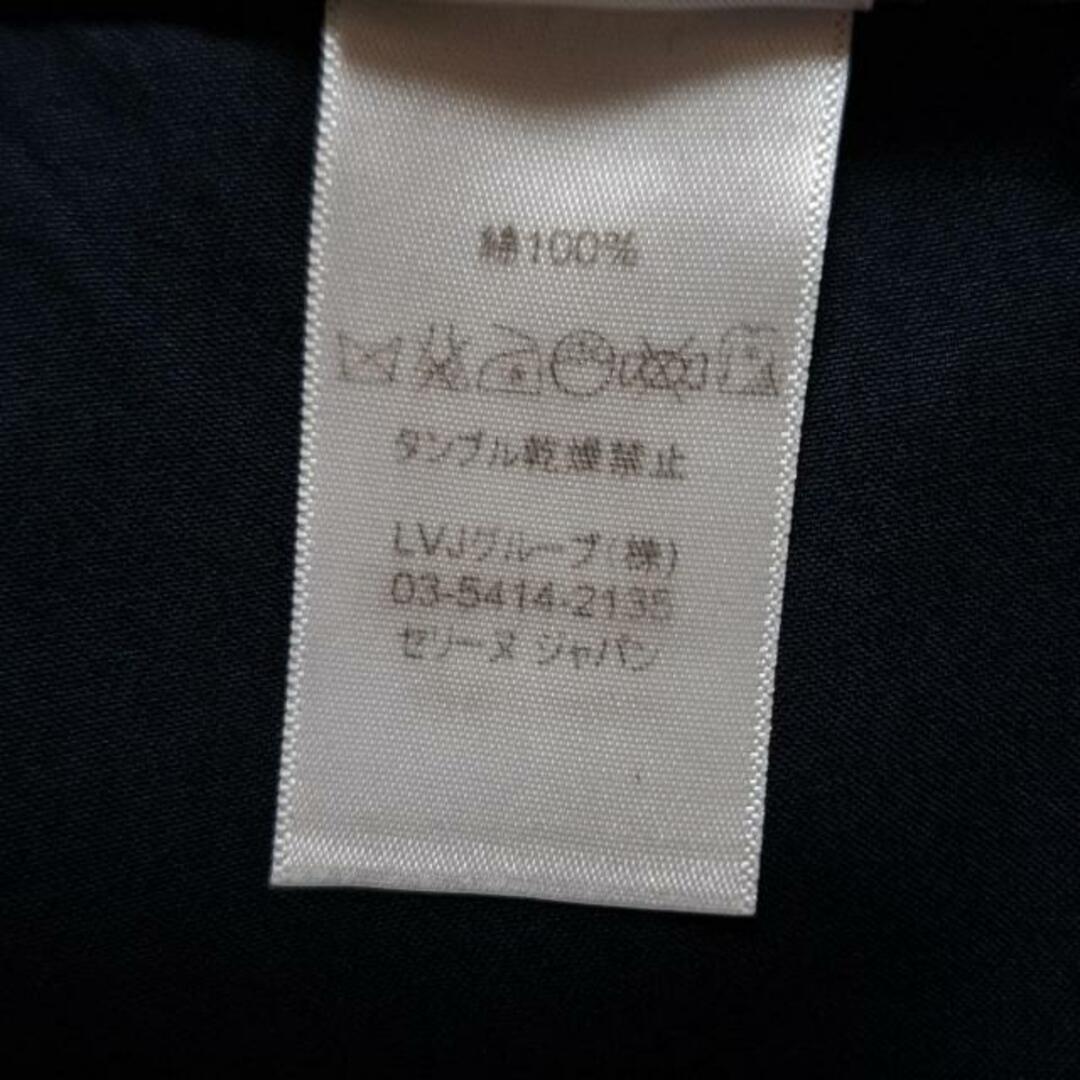 綿100%
タンブル乾燥禁止
LVJグループ(株)
03-5414-2135
セリーヌ ジャパン